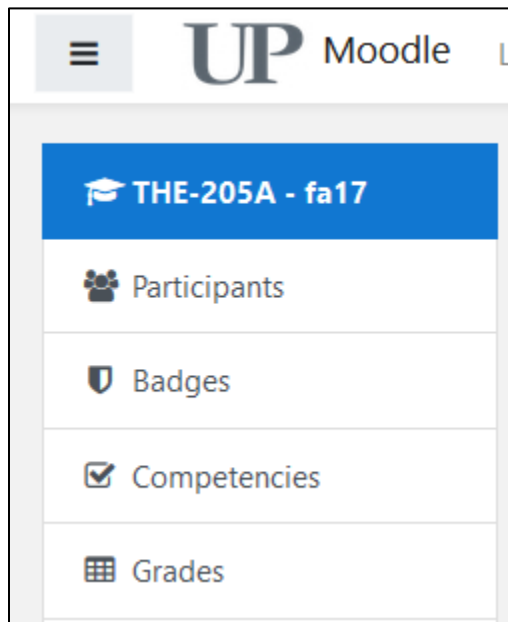 UP Moodle L
THE-205A - fa17
Participants
Badges
Competencies
Grades